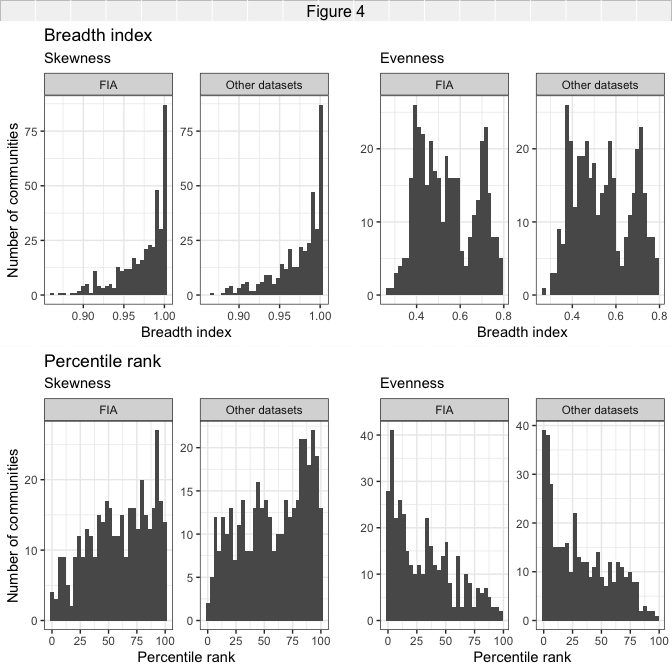 Figure 4
Breadth index
Skewness
Evenness
FIA
Other datasets
FIA
Other datasets
Number of communities
75
50
25
0
75
50
25
0
20
10
0
20
10
0
0.90 0.95 1.00
0.90 0.95 1.00
0.4 0.6 0.8
0.4 0.6 0.8
Breadth index
Breadth index
Percentile rank
Skewness
Evenness
FIA
Other datasets
FIA
Other datasets
Number of communities
20
10
0
20
15
10
5
0
40
30
20
10
0
40
30
20
10
0
0 25 50 75 100
0 25 50 75 100
0 25 50 75 100
0 25 50 75 100
Percentile rank
Percentile rank